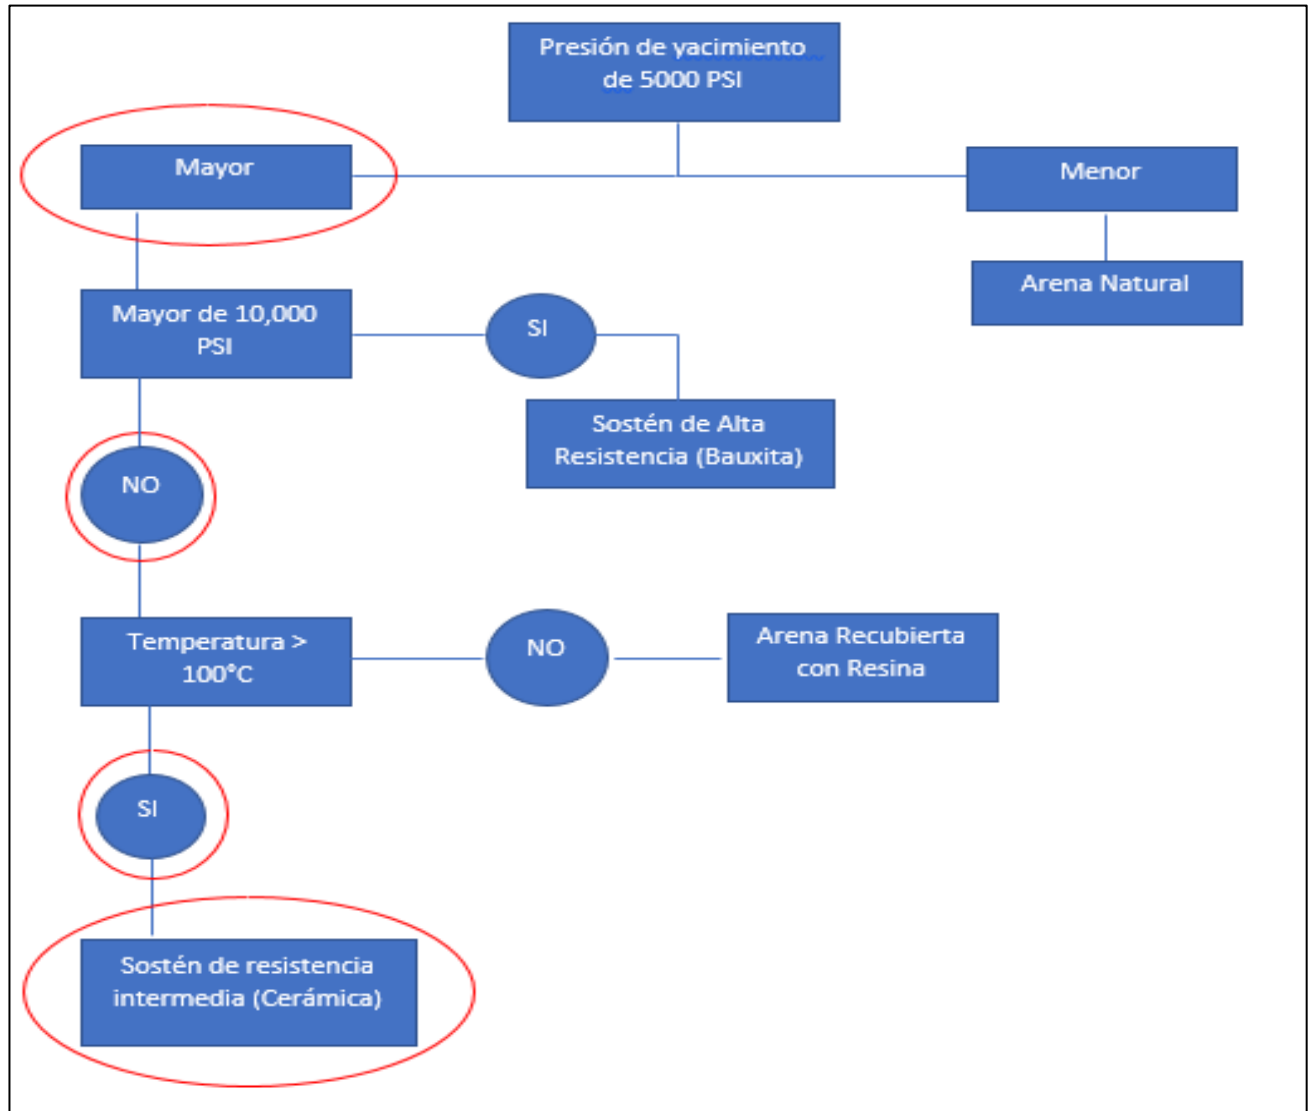 Presión de yacimiento
de 5000 PSI
Mayor
Menor
Arena Natural
Mayor de 10,000
PSI
SI
Sostén de Alta
Resistencia (Bauxita)
NO
Temperatura >
100°C
NO
Arena Recubierta
con Resina
SI
Sostén de resistencia
intermedia (Cerámica)